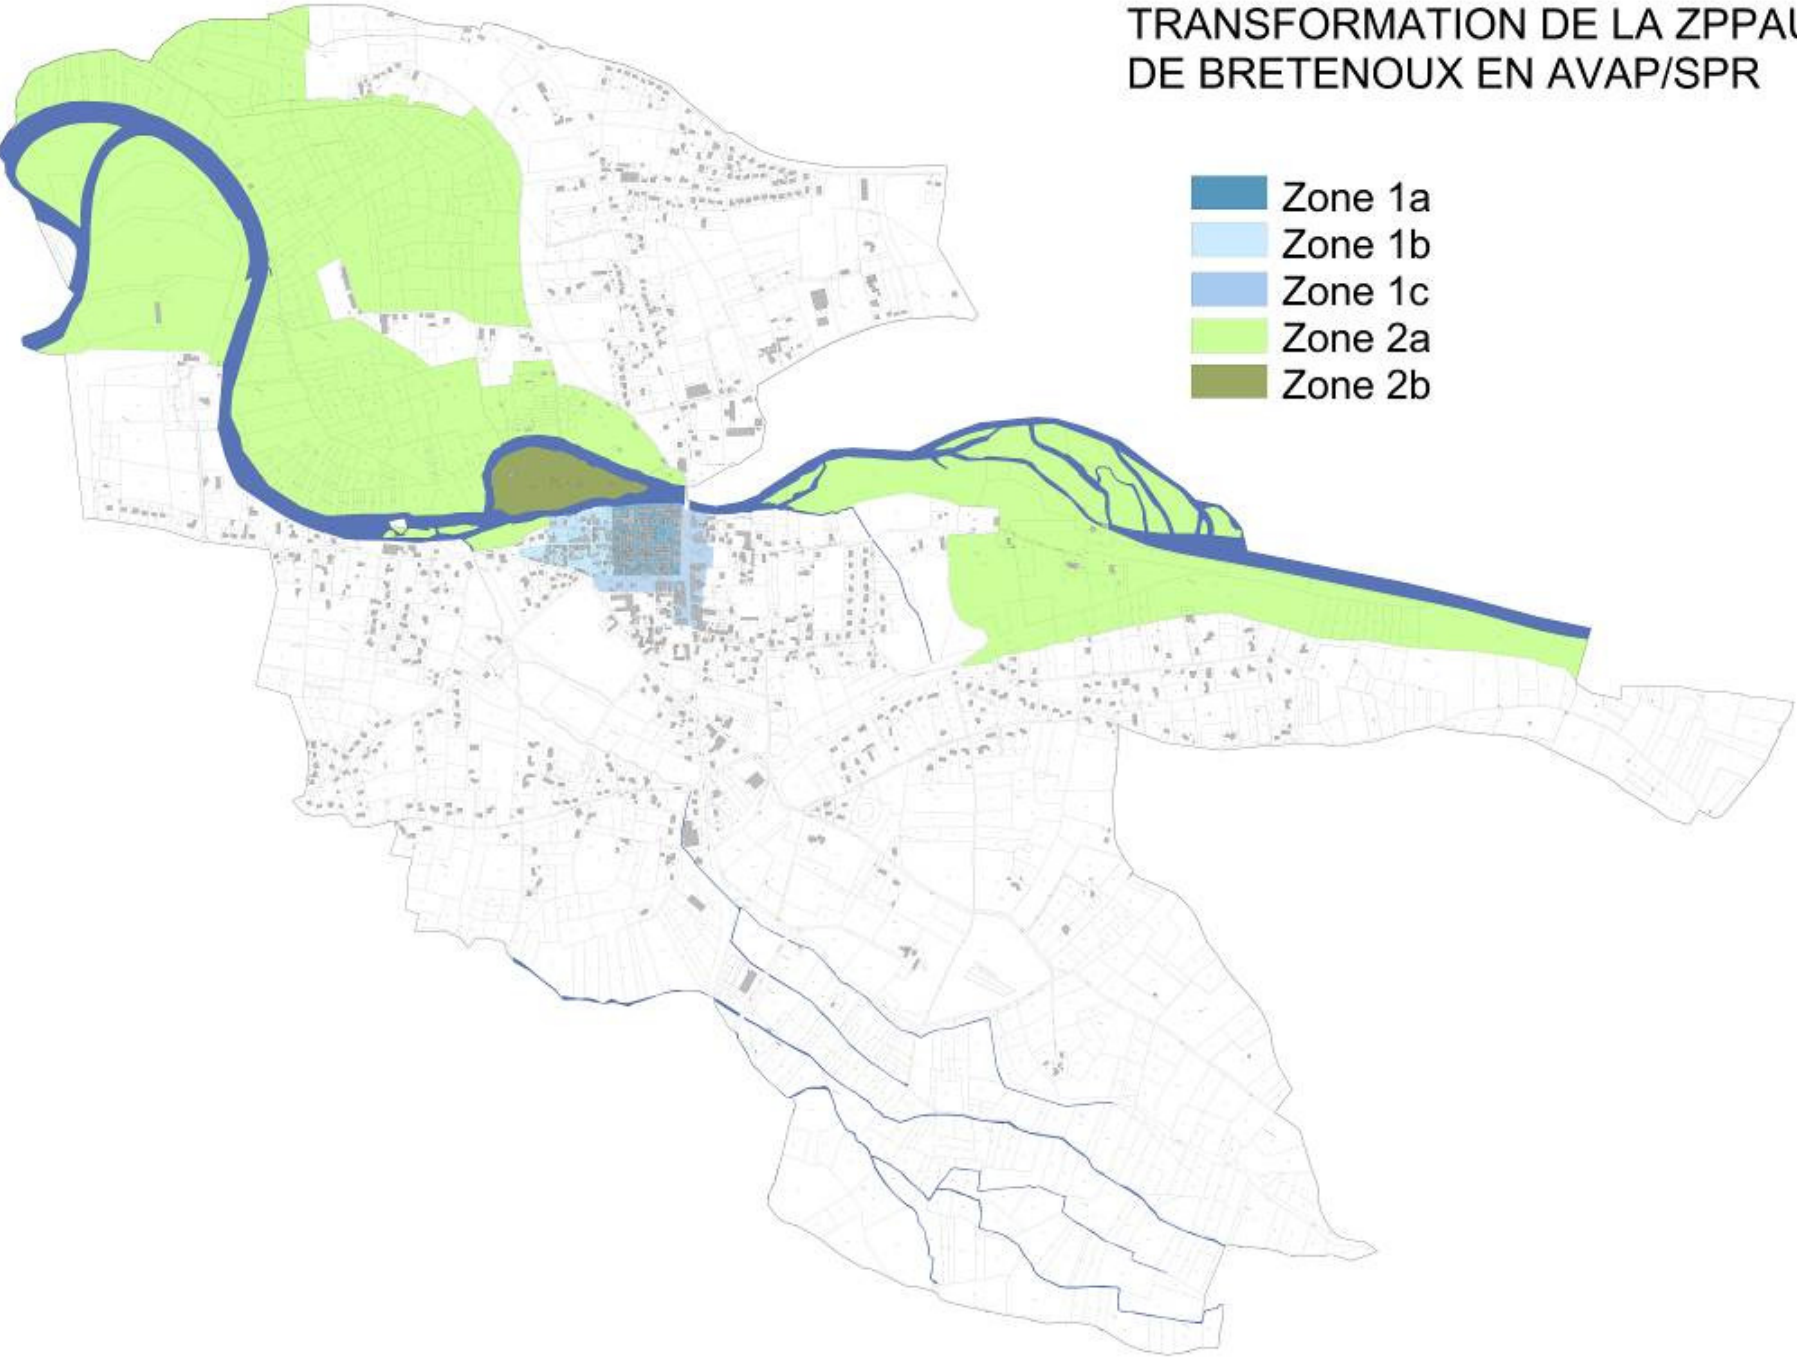 TRANSFORMATION DE LA ZPPAU
DE BRETENOUX EN AVAP/SPR
Zone 1a
Zone 1b
Zone 1c
Zone 2a
Zone 2b